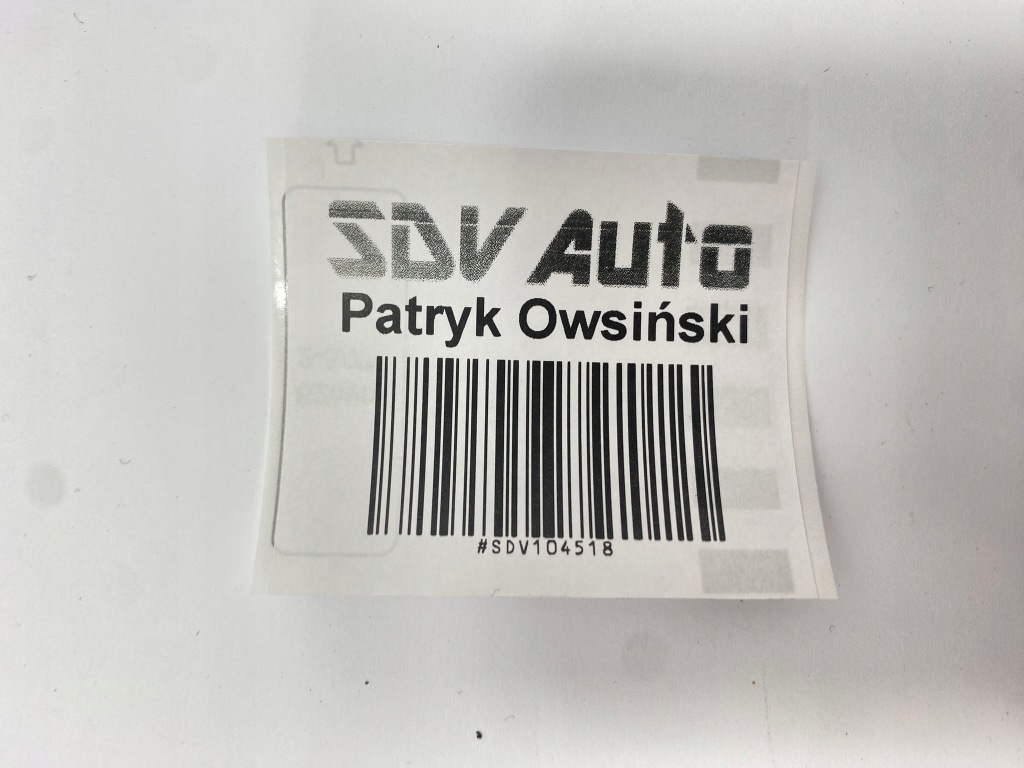 SDV Auto
Patryk Owsiński
#SDV104518